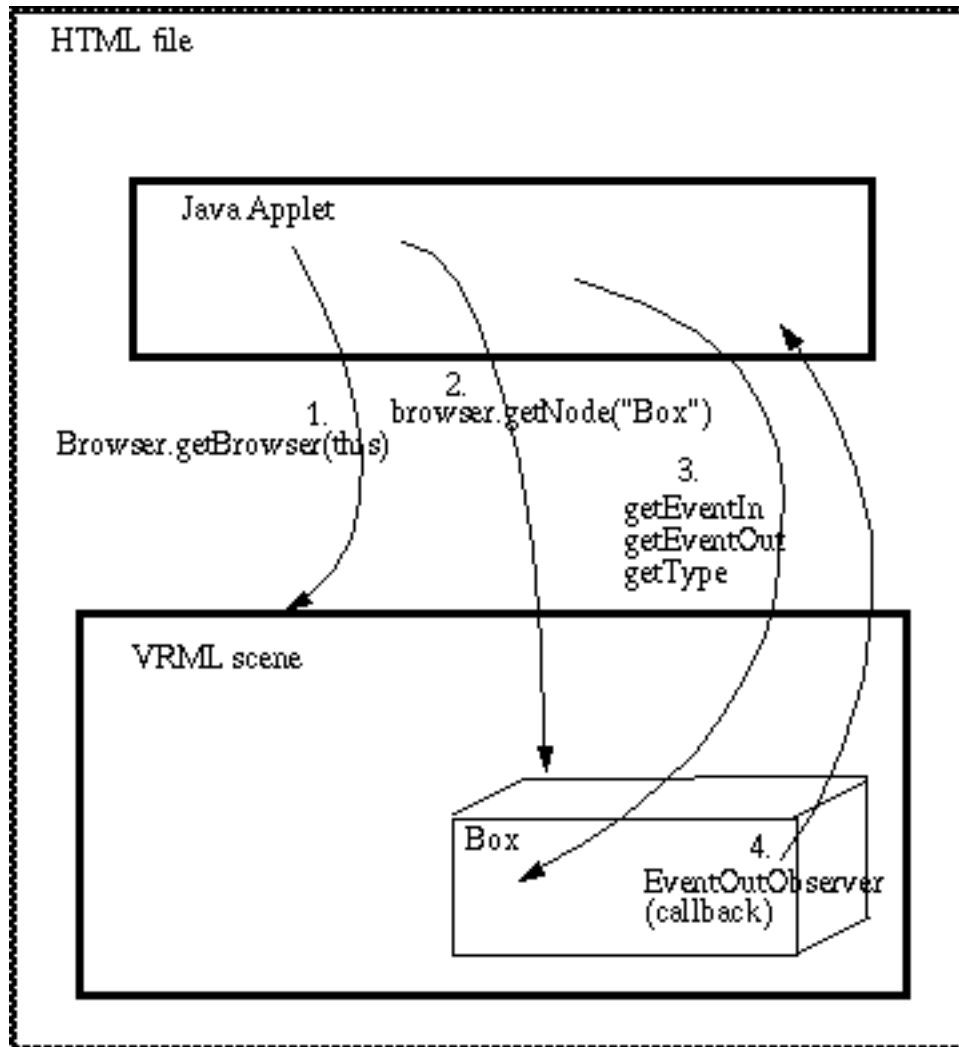 HTML file
Java Applet
1.
Browser.getBrowser(this)
2.
browser.getNode("Box")
3.
getEventIn
getEventOut
getType
VRML scene
Box
4.
EventOutObserver
(callback)